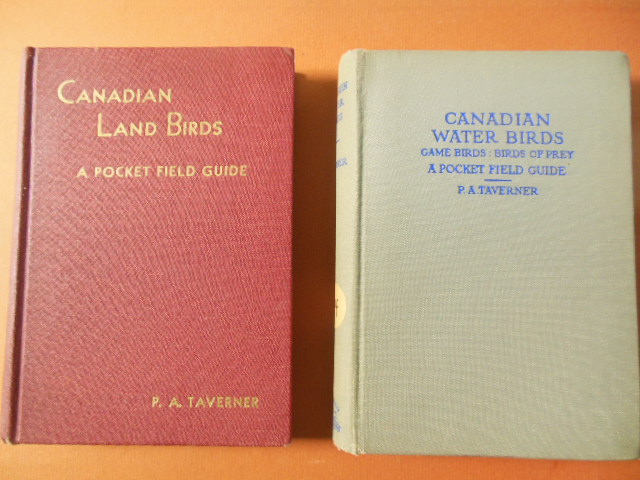 CANADIAN
LAND BIRDS
A POCKET FIELD GUIDE
P. A. TAVERNER
CANADIAN
WATER BIRDS
GAME BIRDS : BIRDS OF PREY
A POCKET FIELD GUIDE
P. A. TAVERNER